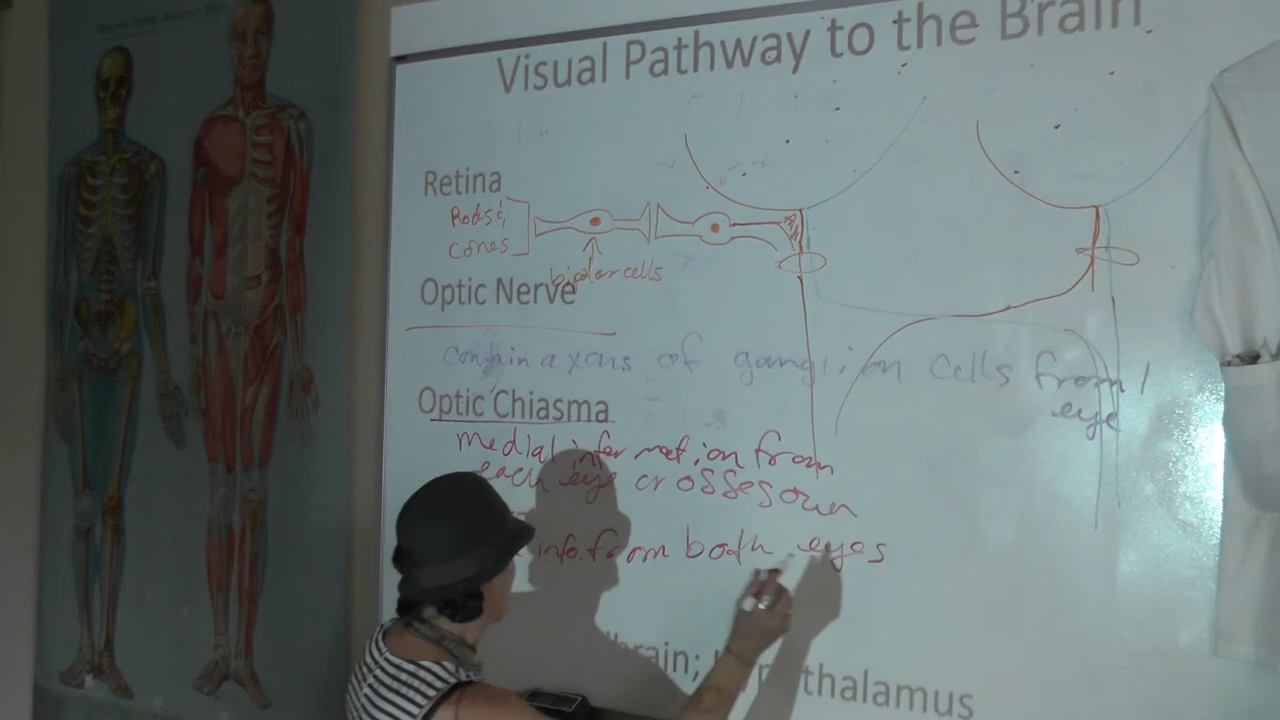 Visual Pathway to the Brain
Retina
Rods &
cones
bipolar cells
Optic Nerve
Contain axons of ganglion cells from 1
eye
Optic Chiasma
medial information from
each eye crosses over
info. from both eyes
brain; thalamus